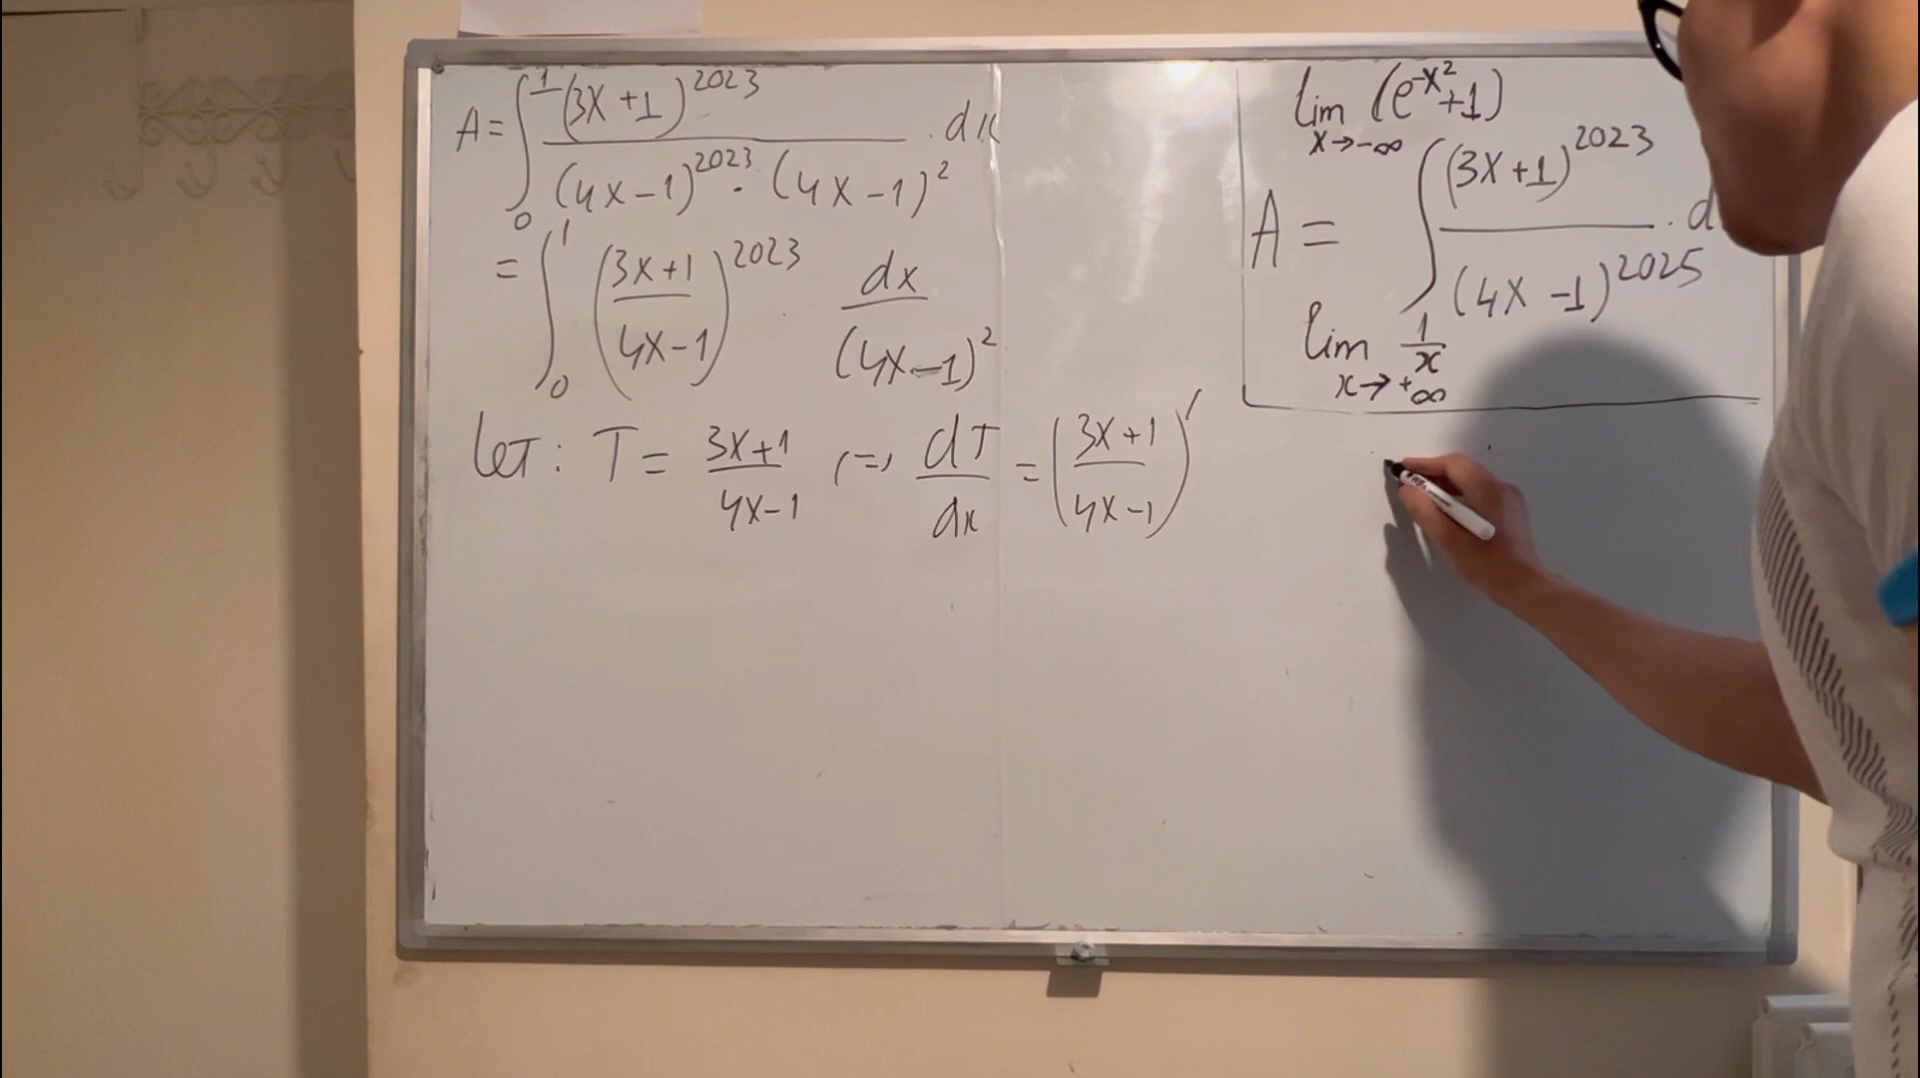 A = ∫₀¹ (3x+1)^2023 / ((4x-1)^2023 · (4x-1)^2) . dx
= ∫₀¹ ((3x+1)/(4x-1))^2023 dx/(4x-1)^2
let : T = (3x+1)/(4x-1) (=) dT/dx = ((3x+1)/(4x-1))'
lim x→-∞ (e^-x^2+1)
A = ∫ (3x+1)^2023 / (4x-1)^2025 . d
lim x→+∞ 1/x